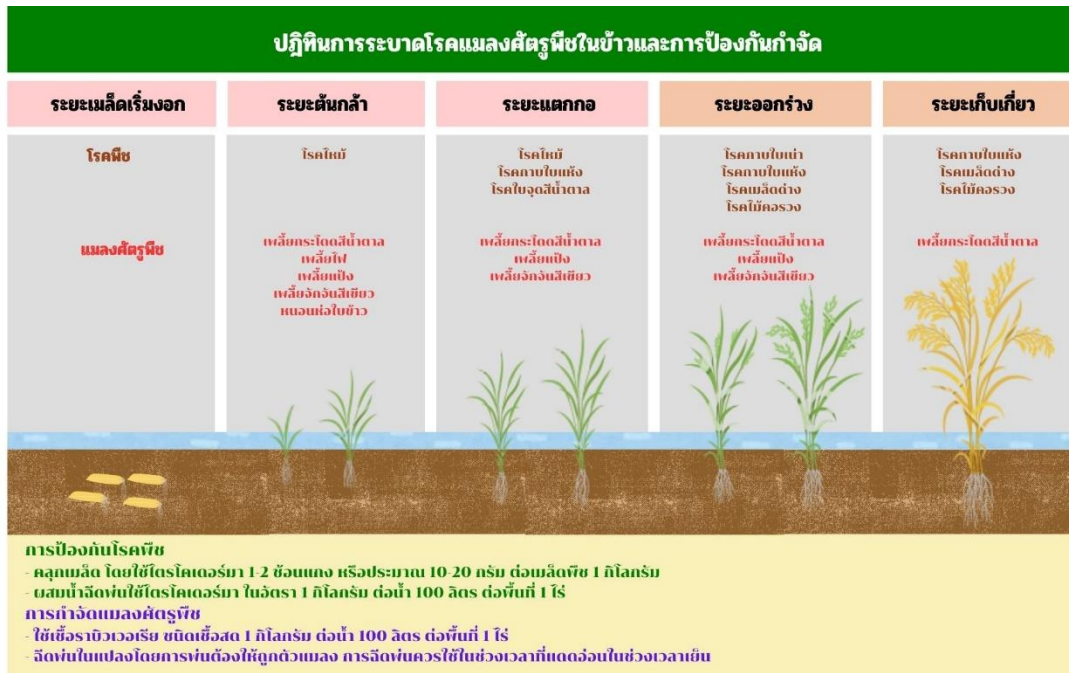 ปฏิทินการระบาดโรคแมลงศัตรูพืชในข้าวและการป้องกันกำจัด
ระยะเมล็ดเริ่มงอก
ระยะต้นกล้า
ระยะแตกกอ
ระยะออกร่วง
ระยะเก็บเกี่ยว
โรคพืช
แมลงศัตรูพืช
โรคไหม้
เพลี้ยกระโดดสีน้ำตาล
เพลี้ยไฟ
เพลี้ยแป้ง
เพลี้ยจักจั่นสีเขียว
หนอนห่อใบข้าว
โรคไหม้
โรคกาบใบแห้ง
โรคใบจุดสีน้ำตาล
เพลี้ยกระโดดสีน้ำตาล
เพลี้ยแป้ง
เพลี้ยจักจั่นสีเขียว
โรคกาบใบเน่า
โรคกาบใบแห้ง
โรคเมล็ดด่าง
โรคไม้คอรวง
เพลี้ยกระโดดสีน้ำตาล
เพลี้ยแป้ง
เพลี้ยจักจั่นสีเขียว
โรคกาบใบแห้ง
โรคเมล็ดด่าง
โรคไม้คอรวง
เพลี้ยกระโดดสีน้ำตาล
การป้องกันโรคพืช
- คลุกเมล็ด โดยใช้ไตรโคเดอร์มา 1-2 ช้อนแกง หรือประมาณ 10-20 กรัม ต่อเมล็ดพืช 1 กิโลกรัม
- ผสมน้ำฉีดพ่นใช้ไตรโคเดอร์มา ในอัตรา 1 กิโลกรัม ต่อน้ำ 100 ลิตร ต่อพื้นที่ 1 ไร่
การกำจัดแมลงศัตรูพืช
- ใช้เชื้อราบิวเวอเรีย ชนิดเชื้อสด 1 กิโลกรัม ต่อน้ำ 100 ลิตร ต่อพื้นที่ 1 ไร่
- ฉีดพ่นในแปลงโดยการพ่นต้องให้ถูกตัวแมลง การฉีดพ่นควรใช้ในช่วงเวลาที่แดดอ่อนในช่วงเวลาเย็น